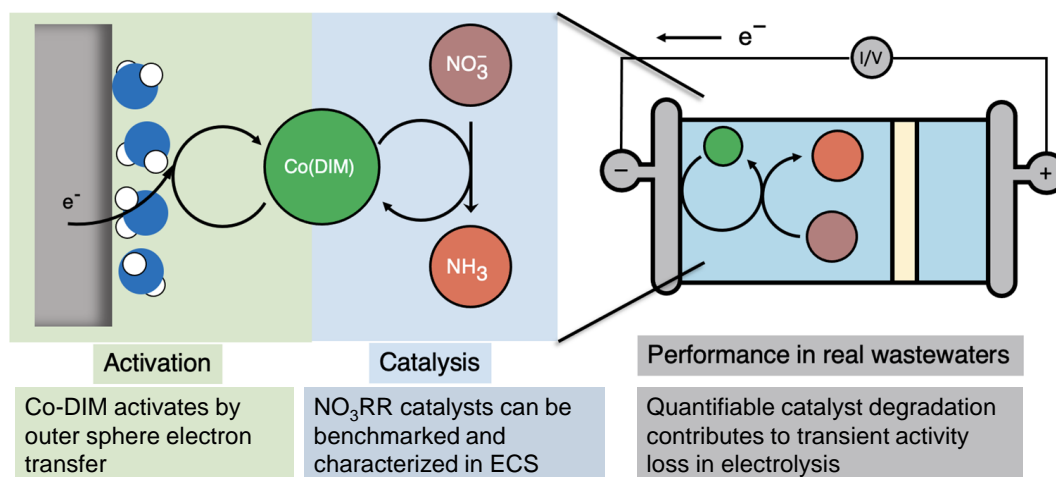 e⁻
Co(DIM)
NO₃⁻
NH₃
e⁻
I/V
−
+
Activation
Catalysis
Performance in real wastewaters
Co-DIM activates by
outer sphere electron
transfer
NO₃RR catalysts can be
benchmarked and
characterized in ECS
Quantifiable catalyst degradation
contributes to transient activity
loss in electrolysis